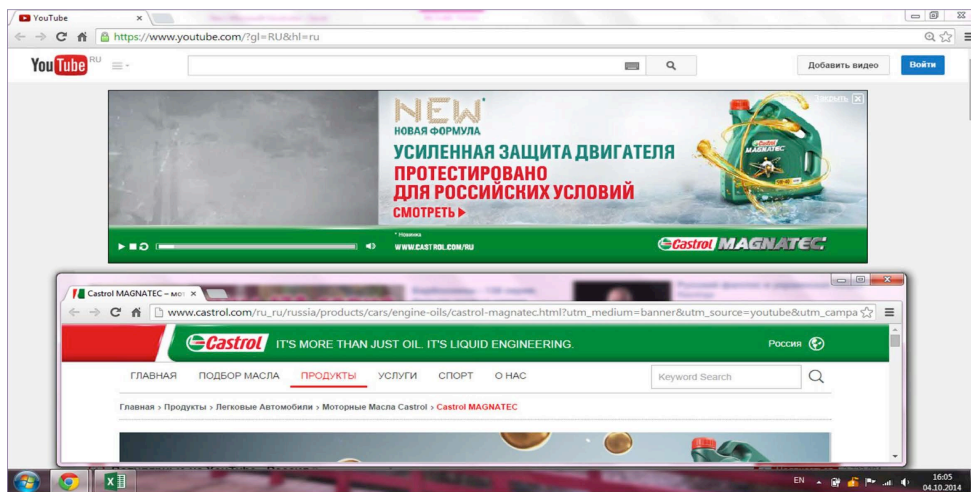 YouTube
https://www.youtube.com/?gl=RU&hl=ru
YouTube RU
Добавить видео
Войти
Закрыть
NEW*
НОВАЯ ФОРМУЛА
УСИЛЕННАЯ ЗАЩИТА ДВИГАТЕЛЯ
ПРОТЕСТИРОВАНО
ДЛЯ РОССИЙСКИХ УСЛОВИЙ
СМОТРЕТЬ
* Новинка
WWW.CASTROL.COM/RU
Castrol MAGNATEC
Castrol MAGNATEC – мот
www.castrol.com/ru_ru/russia/products/cars/engine-oils/castrol-magnatec.html?utm_medium=banner&utm_source=youtube&utm_campa
Castrol IT'S MORE THAN JUST OIL. IT'S LIQUID ENGINEERING.
Россия
ГЛАВНАЯ ПОДБОР МАСЛА ПРОДУКТЫ УСЛУГИ СПОРТ О НАС
Keyword Search
Главная › Продукты › Легковые Автомобили › Моторные Масла Castrol › Castrol MAGNATEC
EN
16:05
04.10.2014